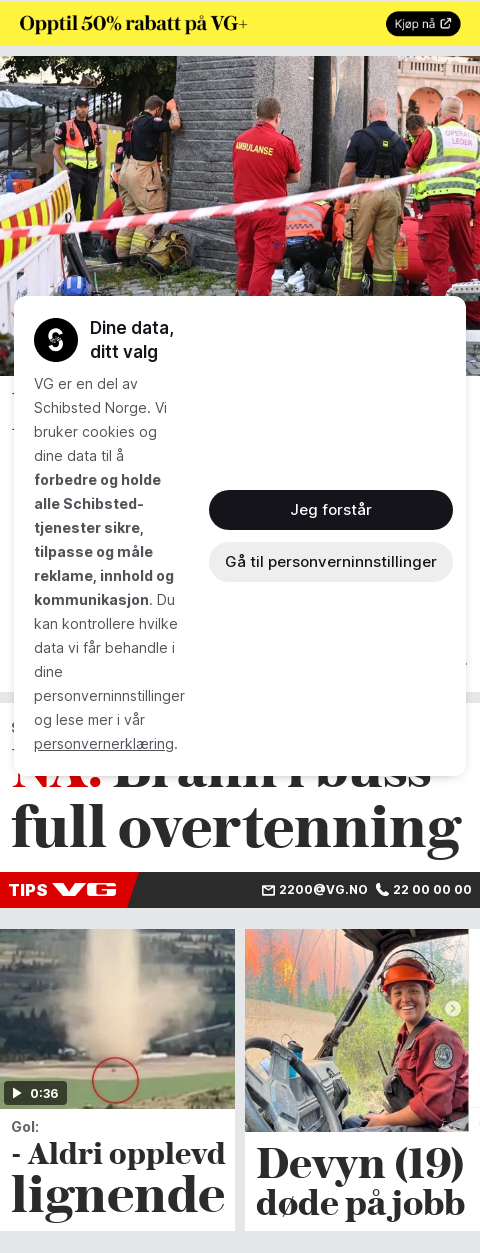 Opptil 50% rabatt på VG+
Kjøp nå
AMBULANSE
OPERATIV
LEDER
Dine data,
ditt valg
VG er en del av
Schibsted Norge. Vi
bruker cookies og
dine data til å
forbedre og holde
alle Schibsted-
tjenester sikre,
tilpasse og måle
reklame, innhold og
kommunikasjon. Du
kan kontrollere hvilke
data vi får behandle i
dine
personverninnstillinger
og lese mer i vår
personvernerklæring.
Jeg forstår
Gå til personverninnstillinger
NÅ: Brann i buss
full overtenning
TIPS VG
2200@VG.NO
22 00 00 00
0:36
Gol:
- Aldri opplevd
lignende
Devyn (19)
døde på jobb